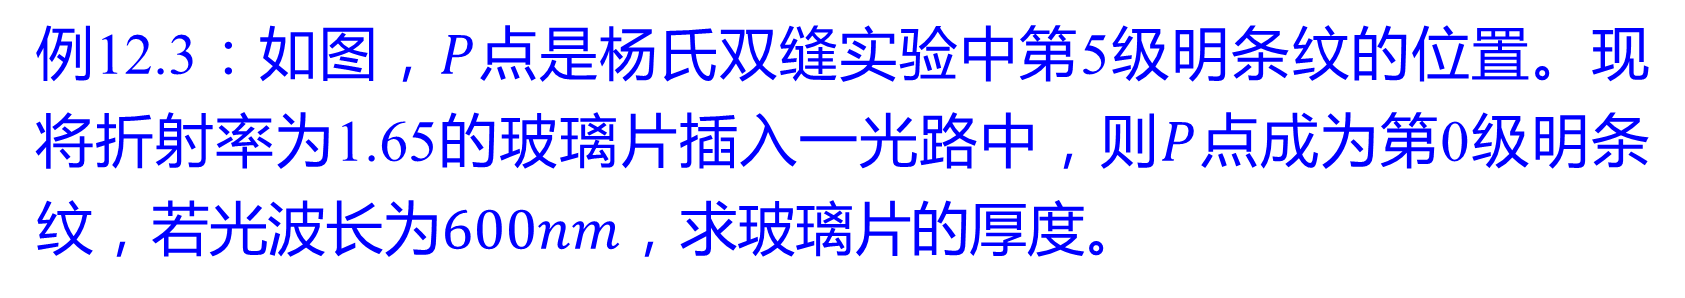 例12.3：如图，P点是杨氏双缝实验中第5级明条纹的位置。现
将折射率为1.65的玻璃片插入一光路中，则P点成为第0级明条
纹，若光波长为600nm，求玻璃片的厚度。